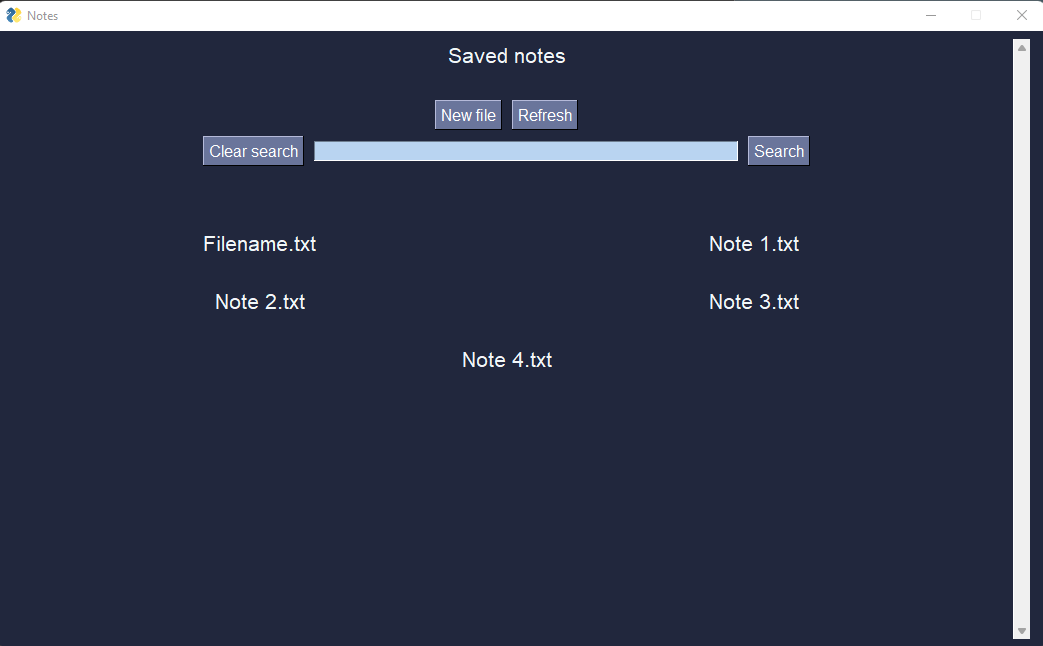 Notes
Saved notes
New file Refresh
Clear search Search
Filename.txt Note 1.txt
Note 2.txt Note 3.txt
Note 4.txt